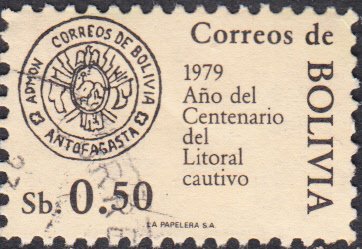 Correos de
BOLIVIA
ADMON CORREOS DE BOLIVIA
ANTOFAGASTA
1979
Año del
Centenario
del
Litoral
cautivo
Sb. 0.50
LA PAPELERA S.A.